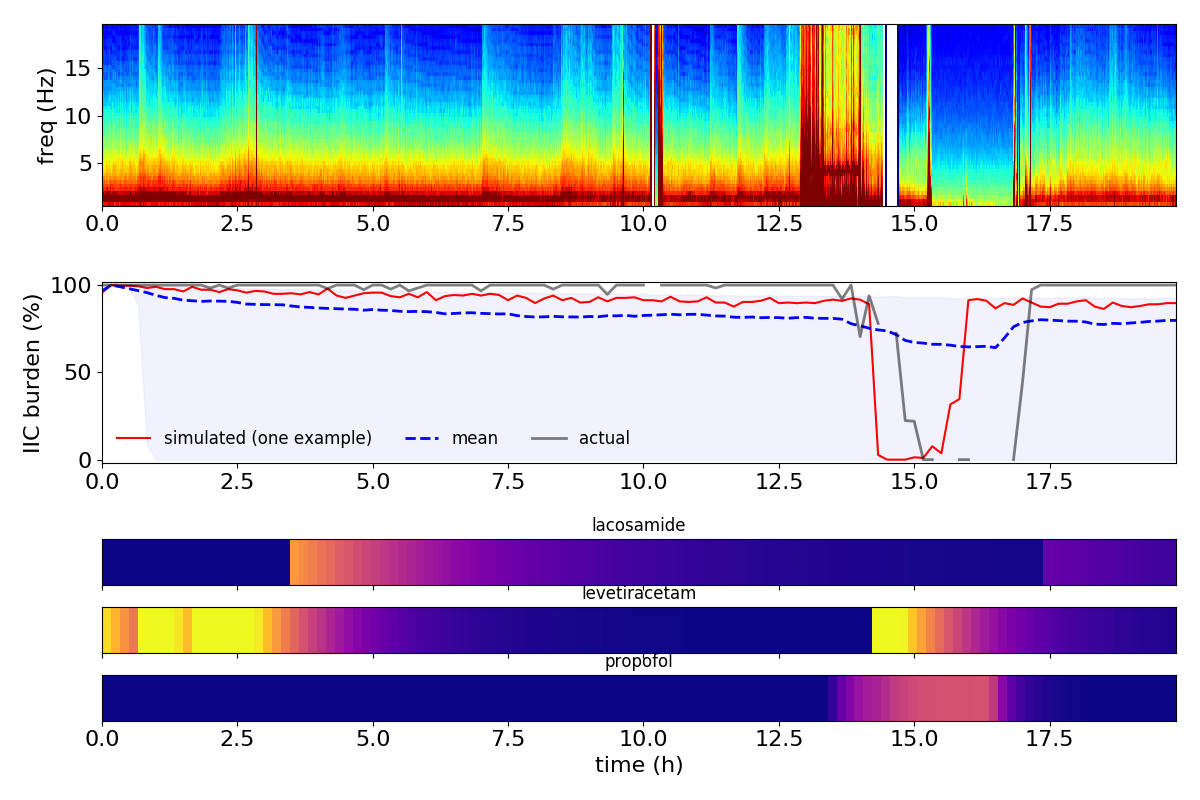 freq (Hz)
15
10
5
0.0 2.5 5.0 7.5 10.0 12.5 15.0 17.5
IIC burden (%)
100
50
0
simulated (one example) mean actual
0.0 2.5 5.0 7.5 10.0 12.5 15.0 17.5
lacosamide
levetiracetam
propofol
0.0 2.5 5.0 7.5 10.0 12.5 15.0 17.5
time (h)